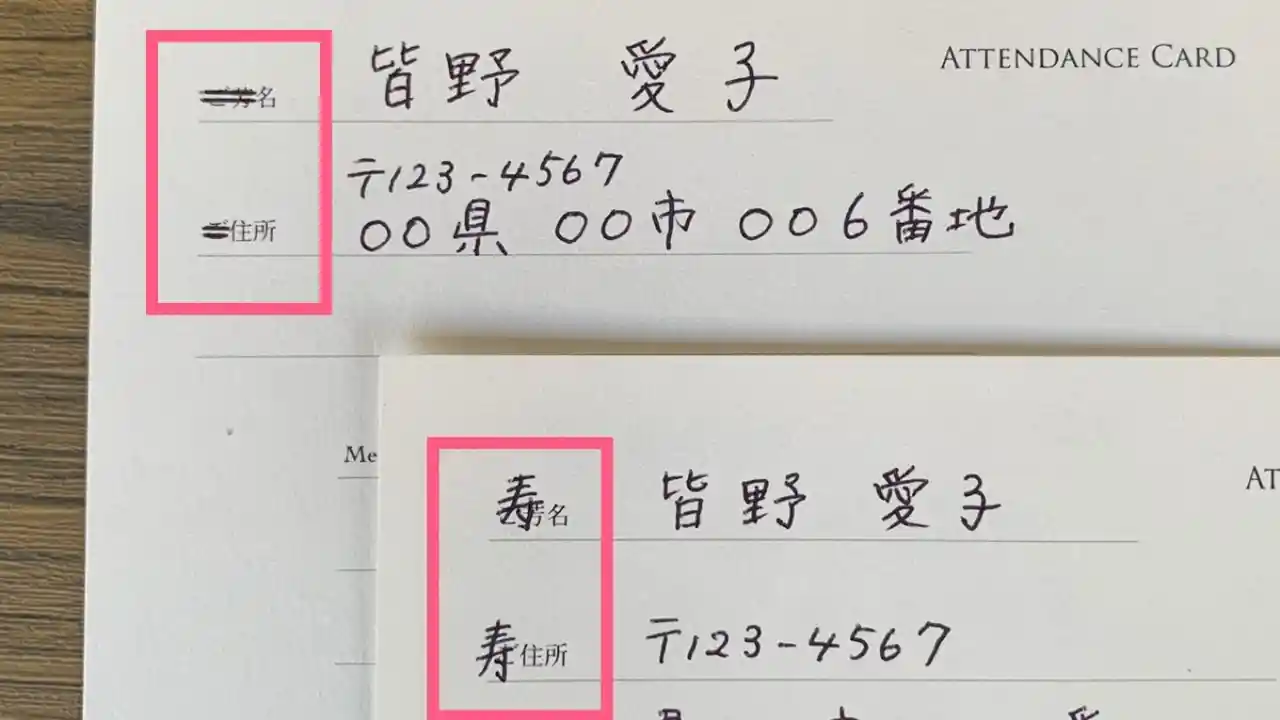 ATTENDANCE CARD
ご芳名 皆野 愛子
〒123-4567
ご住所 〇〇県 〇〇市 〇〇6番地
Me
AT
寿 芳名 皆野 愛子
〒123-4567
寿 ご住所